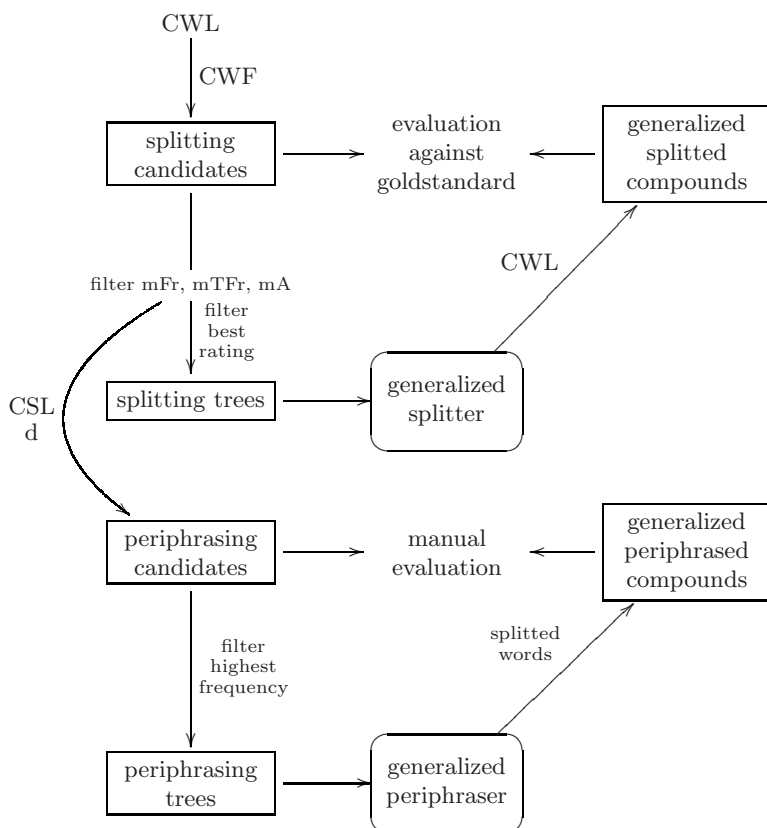 CWL
CWF
splitting
candidates
evaluation
against
goldstandard
generalized
splitted
compounds
CWL
filter mFr, mTFr, mA
filter
best
rating
CSL
d
splitting trees
generalized
splitter
periphrasing
candidates
manual
evaluation
generalized
periphrased
compounds
filter
highest
frequency
splitted
words
periphrasing
trees
generalized
periphraser